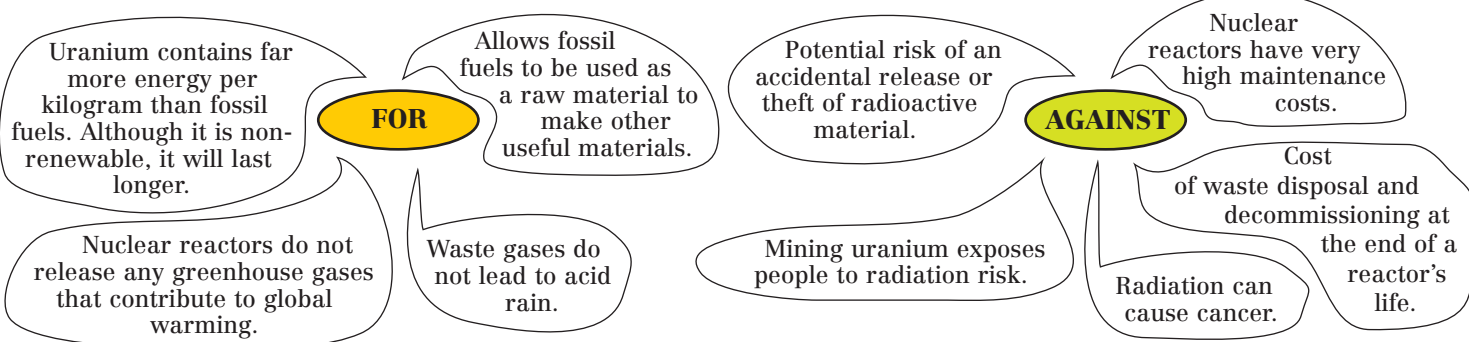 Uranium contains far
more energy per
kilogram than fossil
fuels. Although it is non-
renewable, it will last
longer.
FOR
Allows fossil
fuels to be used as
a raw material to
make other
useful materials.
Nuclear reactors do not
release any greenhouse gases
that contribute to global
warming.
Waste gases do
not lead to acid
rain.
Potential risk of an
accidental release or
theft of radioactive
material.
AGAINST
Nuclear
reactors have very
high maintenance
costs.
Mining uranium exposes
people to radiation risk.
Radiation can
cause cancer.
Cost
of waste disposal and
decommissioning at
the end of a
reactor's
life.